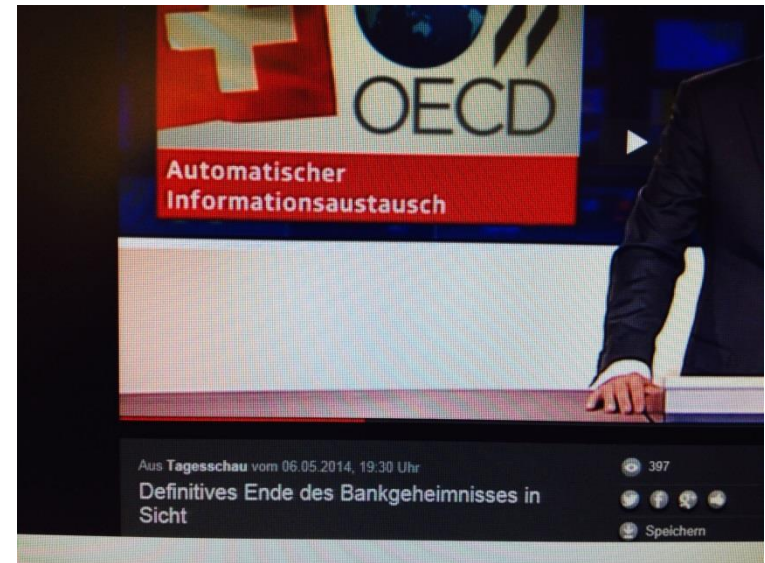 OECD
Automatischer
Informationsaustausch
Aus Tagesschau vom 06.05.2014, 19:30 Uhr
Definitives Ende des Bankgeheimnisses in
Sicht
397
Speichern